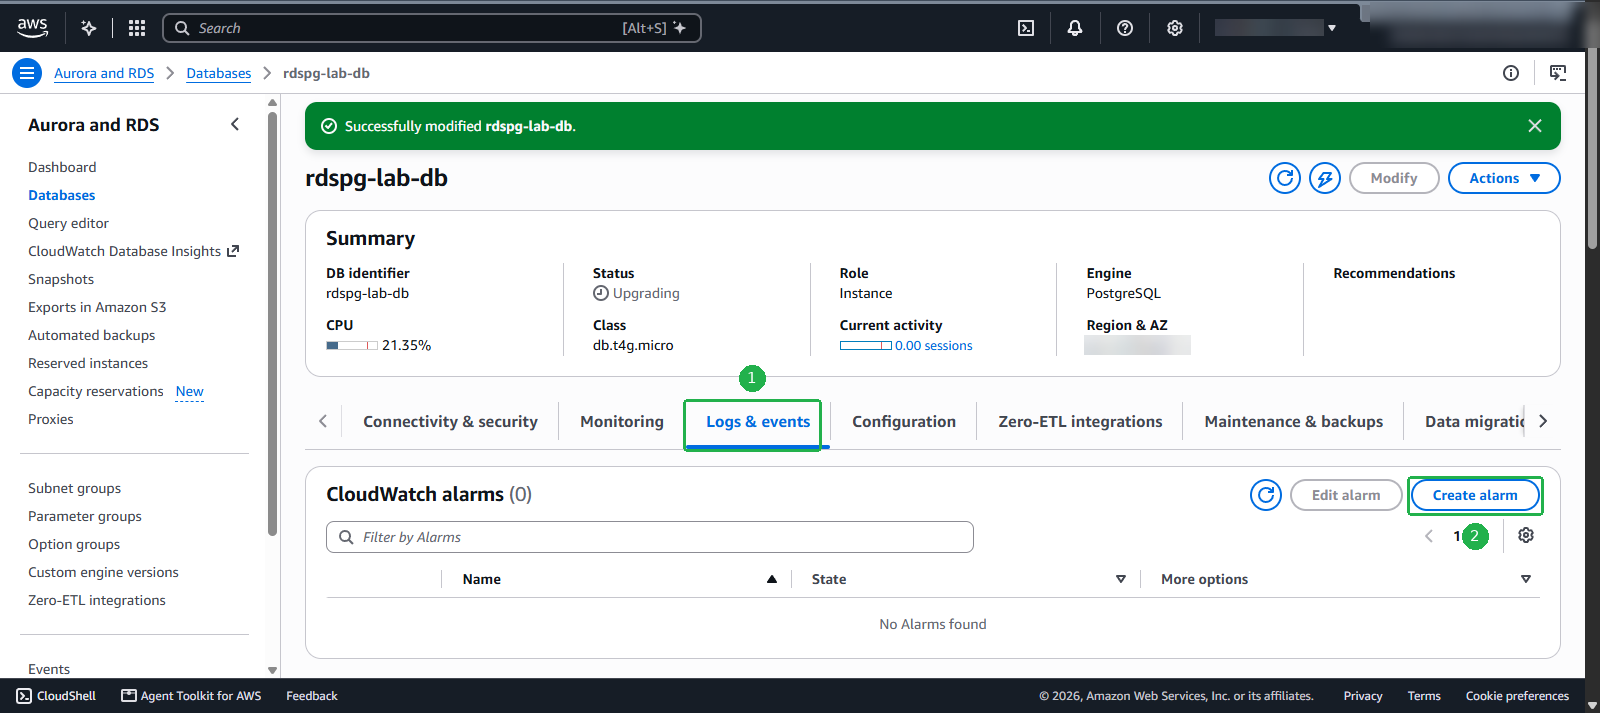 aws
Search
[Alt+S]
Aurora and RDS
Databases
rdspg-lab-db
Aurora and RDS
Dashboard
Databases
Query editor
CloudWatch Database Insights
Snapshots
Exports in Amazon S3
Automated backups
Reserved instances
Capacity reservations New
Proxies
Subnet groups
Parameter groups
Option groups
Custom engine versions
Zero-ETL integrations
Events
Successfully modified rdspg-lab-db.
rdspg-lab-db
Modify
Actions
Summary
DB identifier
rdspg-lab-db
CPU
21.35%
Status
Upgrading
Class
db.t4g.micro
Role
Instance
Current activity
0.00 sessions
Engine
PostgreSQL
Region & AZ
Recommendations
1
Connectivity & security
Monitoring
Logs & events
Configuration
Zero-ETL integrations
Maintenance & backups
Data migratio
CloudWatch alarms (0)
Edit alarm
Create alarm
Filter by Alarms
1
2
Name
State
More options
No Alarms found
CloudShell
Agent Toolkit for AWS
Feedback
© 2026, Amazon Web Services, Inc. or its affiliates.
Privacy
Terms
Cookie preferences